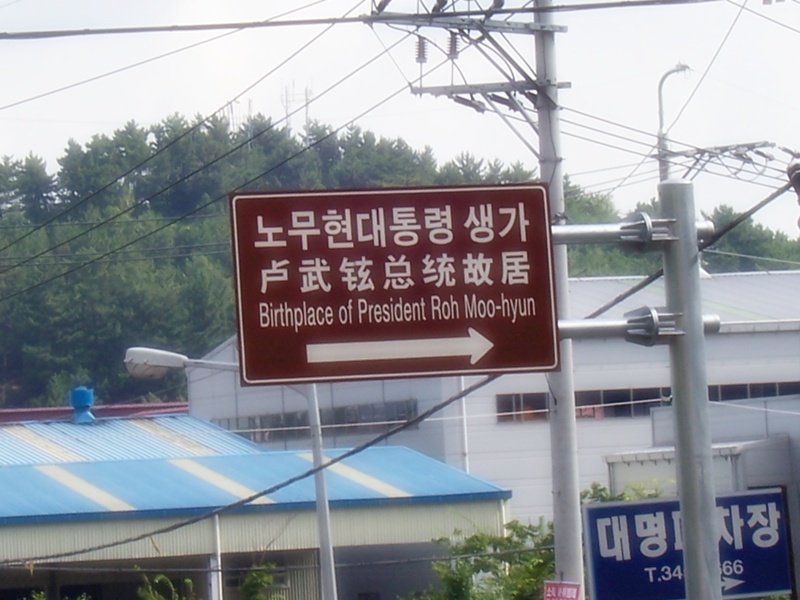 노무현대통령 생가
卢武铉总统故居
Birthplace of President Roh Moo-hyun